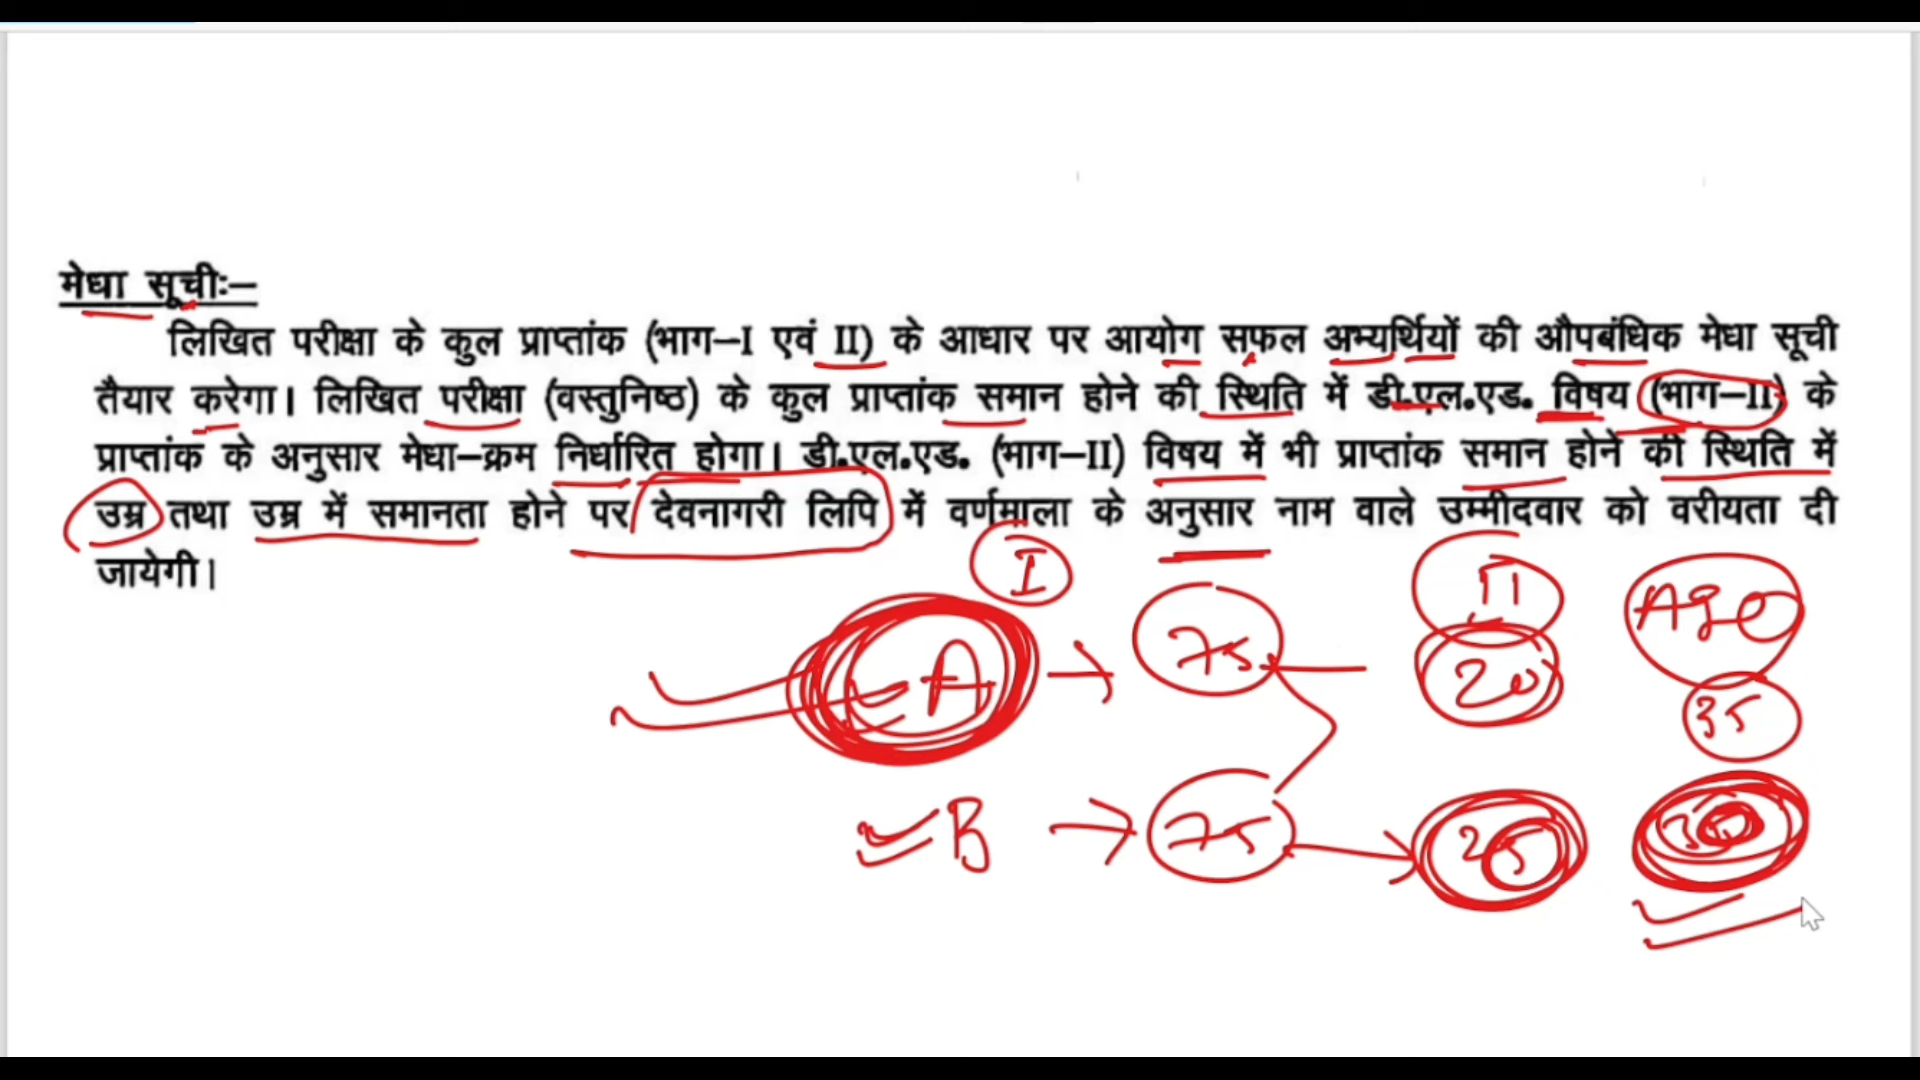 मेधा सूचीः–
लिखित परीक्षा के कुल प्राप्तांक (भाग–I एवं II) के आधार पर आयोग सफल अभ्यर्थियों की औपबंधिक मेधा सूची
तैयार करेगा। लिखित परीक्षा (वस्तुनिष्ठ) के कुल प्राप्तांक समान होने की स्थिति में डी.एल.एड. विषय (भाग–II) के
प्राप्तांक के अनुसार मेधा–क्रम निर्धारित होगा। डी.एल.एड. (भाग–II) विषय में भी प्राप्तांक समान होने की स्थिति में
उम्र तथा उम्र में समानता होने पर देवनागरी लिपि में वर्णमाला के अनुसार नाम वाले उम्मीदवार को वरीयता दी
जायेगी।
I II Age
A 75 20 35
B 75 25 30